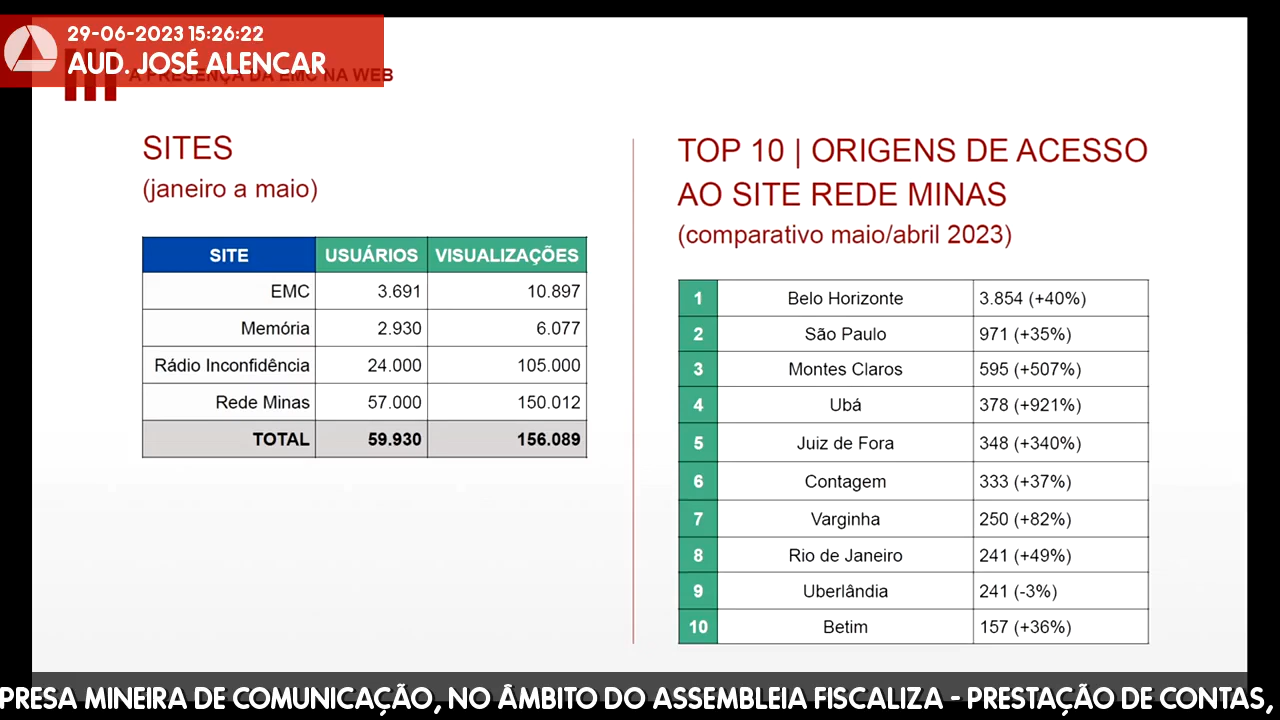 29-06-2023 15:26:22
AUD. JOSÉ ALENCAR
A PRESENÇA DA EMC NA WEB
SITES
(janeiro a maio)
SITE USUÁRIOS VISUALIZAÇÕES
EMC 3.691 10.897
Memória 2.930 6.077
Rádio Inconfidência 24.000 105.000
Rede Minas 57.000 150.012
TOTAL 59.930 156.089
TOP 10 | ORIGENS DE ACESSO
AO SITE REDE MINAS
(comparativo maio/abril 2023)
1 Belo Horizonte 3.854 (+40%)
2 São Paulo 971 (+35%)
3 Montes Claros 595 (+507%)
4 Ubá 378 (+921%)
5 Juiz de Fora 348 (+340%)
6 Contagem 333 (+37%)
7 Varginha 250 (+82%)
8 Rio de Janeiro 241 (+49%)
9 Uberlândia 241 (-3%)
10 Betim 157 (+36%)
PRESA MINEIRA DE COMUNICAÇÃO, NO ÂMBITO DO ASSEMBLEIA FISCALIZA - PRESTAÇÃO DE CONTAS,